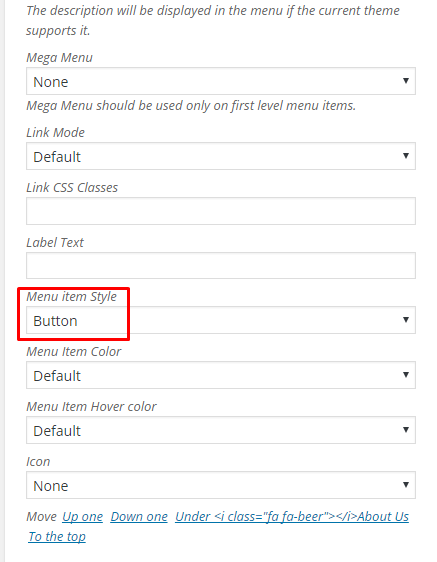 The description will be displayed in the menu if the current theme
supports it.
Mega Menu
None
Mega Menu should be used only on first level menu items.
Link Mode
Default
Link CSS Classes
Label Text
Menu item Style
Button
Menu Item Color
Default
Menu Item Hover color
Default
Icon
None
Move Up one Down one Under <i class="fa fa-beer"></i>About Us
To the top